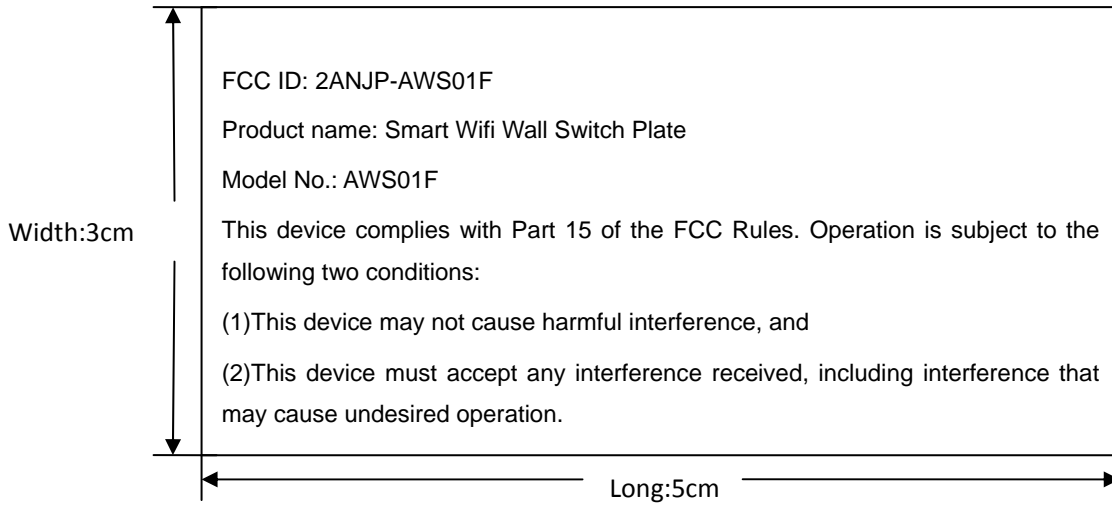 FCC ID: 2ANJP-AWS01F
Product name: Smart Wifi Wall Switch Plate
Model No.: AWS01F
Width:3cm
This device complies with Part 15 of the FCC Rules. Operation is subject to the
following two conditions:
(1)This device may not cause harmful interference, and
(2)This device must accept any interference received, including interference that
may cause undesired operation.
Long:5cm